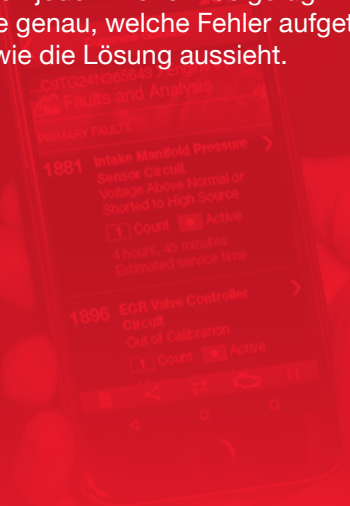 genau, welche Fehler
wie die Lösung aussieht.
Faults and Analysis
PRIMARY FAULTS
1881 Intake Manifold Pressure
Sensor Circuit
Voltage Above Normal or
Shorted to High Source
1 Count Active
4 hours, 45 minutes
Estimated service time
1896 EGR Valve Controller
Circuit
Out of Calibration
1 Count Active